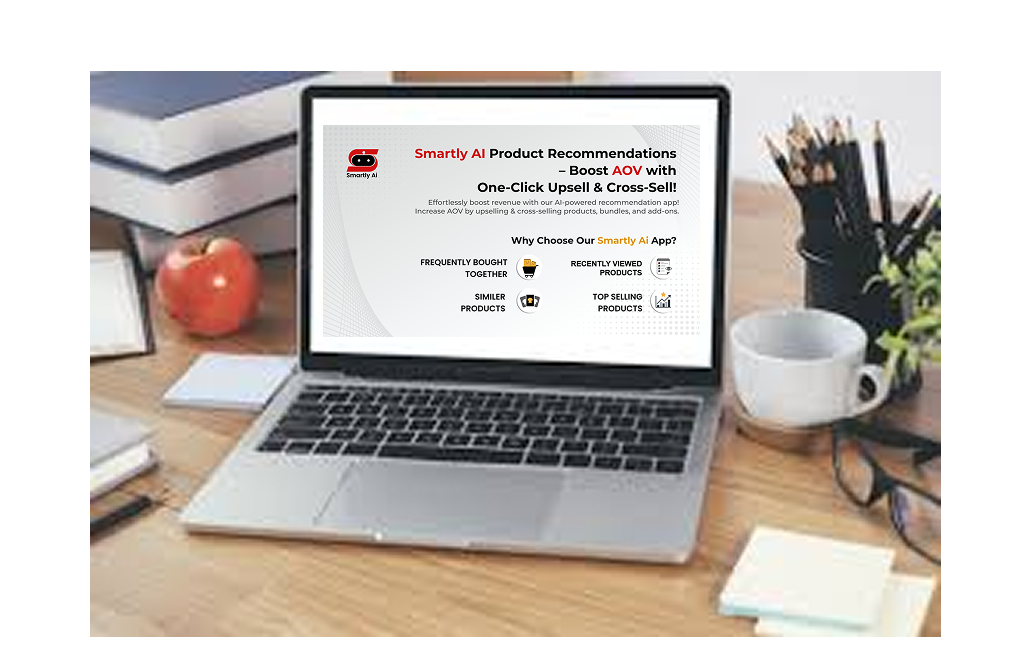 Smartly AI
Smartly AI Product Recommendations
– Boost AOV with
One-Click Upsell & Cross-Sell!
Effortlessly boost revenue with our AI-powered recommendation app!
Increase AOV by upselling & cross-selling products, bundles, and add-ons.
Why Choose Our Smartly Ai App?
FREQUENTLY BOUGHT
TOGETHER
RECENTLY VIEWED
PRODUCTS
SIMILER
PRODUCTS
TOP SELLING
PRODUCTS